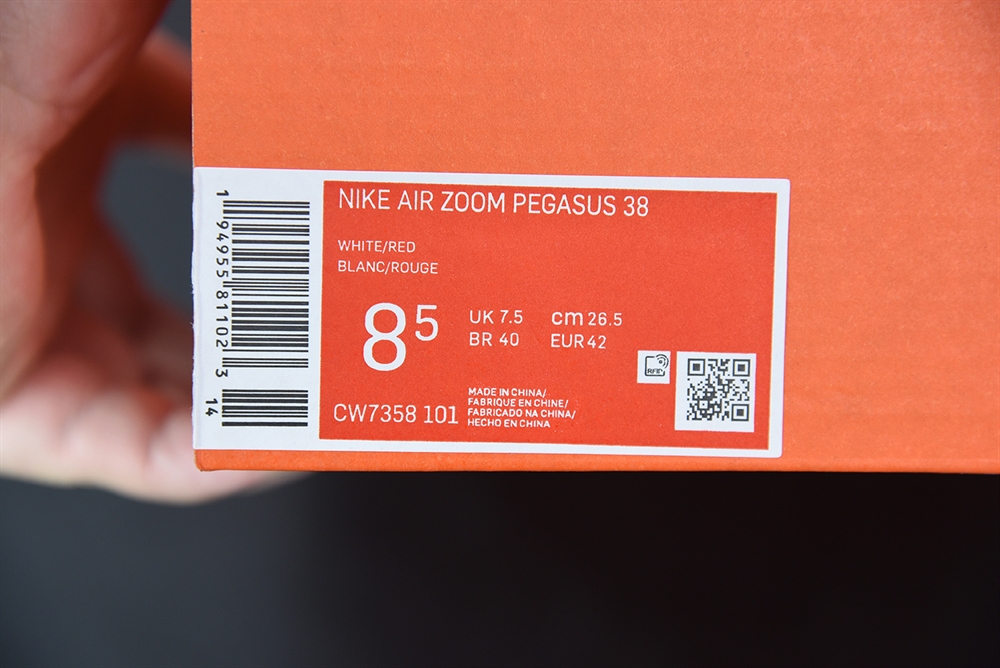 NIKE AIR ZOOM PEGASUS 38
WHITE/RED
BLANC/ROUGE
85
UK 7.5 cm 26.5
BR 40 EUR 42
MADE IN CHINA/
FABRIQUE EN CHINE/
FABRICADO NA CHINA/
HECHO EN CHINA
CW7358 101
RFID
1 94955 81102 3
14